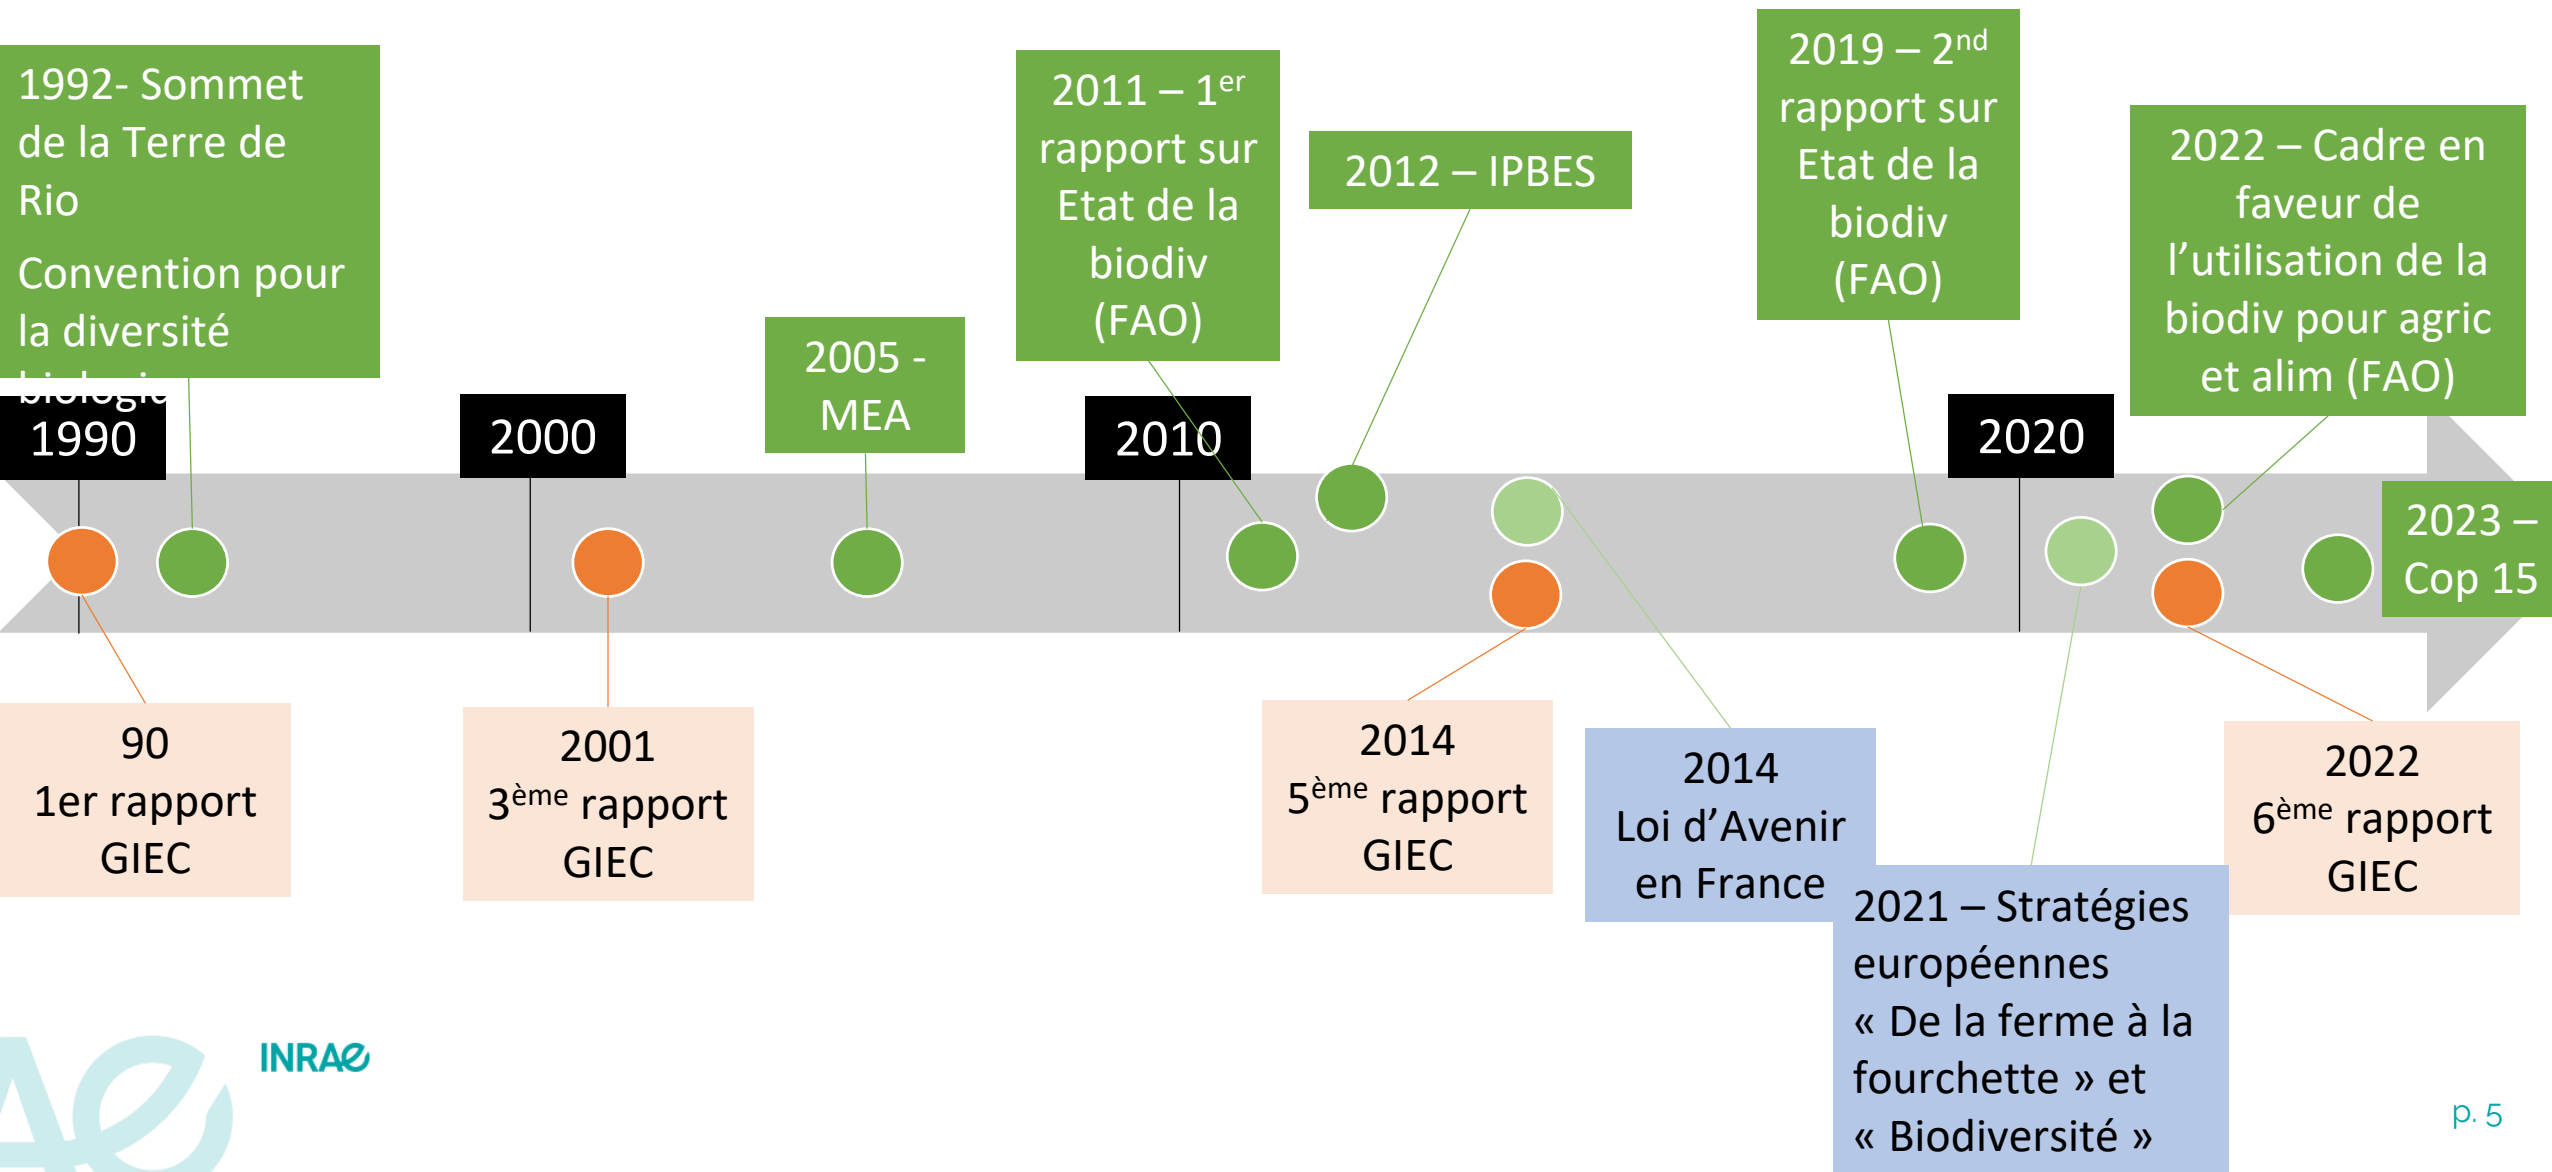 1992- Sommet
de la Terre de
Rio
Convention pour
la diversité
1990
2000
2005 -
MEA
2011 – 1er
rapport sur
Etat de la
biodiv
(FAO)
2010
2012 – IPBES
2019 – 2nd
rapport sur
Etat de la
biodiv
(FAO)
2020
2022 – Cadre en
faveur de
l’utilisation de la
biodiv pour agric
et alim (FAO)
2023 –
Cop 15
90
1er rapport
GIEC
2001
3ème rapport
GIEC
2014
5ème rapport
GIEC
2014
Loi d’Avenir
en France
2021 – Stratégies
européennes
« De la ferme à la
fourchette » et
« Biodiversité »
2022
6ème rapport
GIEC
INRAE
p. 5